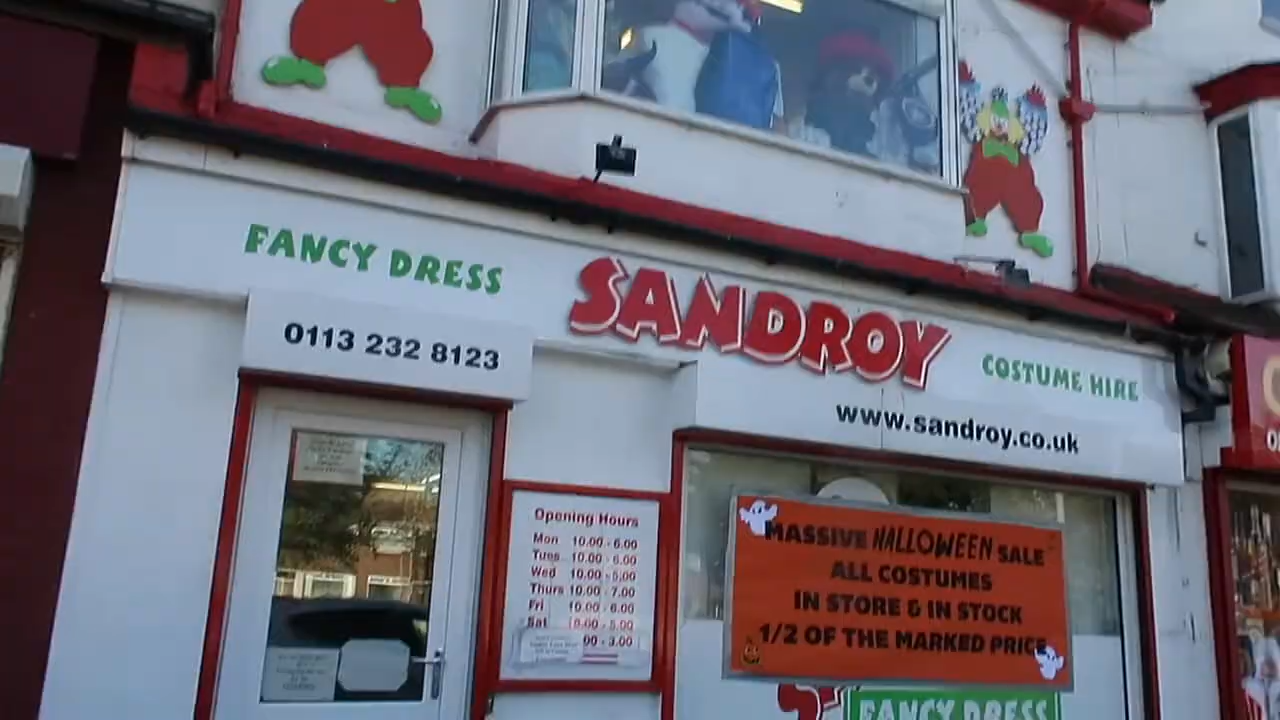 FANCY DRESS
SANDROY
COSTUME HIRE
0113 232 8123
www.sandroy.co.uk
Opening Hours
Mon 10.00 - 6.00
Tues 10.00 - 6.00
Wed 10.00 - 5.00
Thurs 10.00 - 7.00
Fri 10.00 - 6.00
Sat 10.00 - 5.00
00 - 3.00
MASSIVE HALLOWEEN SALE
ALL COSTUMES
IN STORE & IN STOCK
1/2 OF THE MARKED PRICE
FANCY DRESS